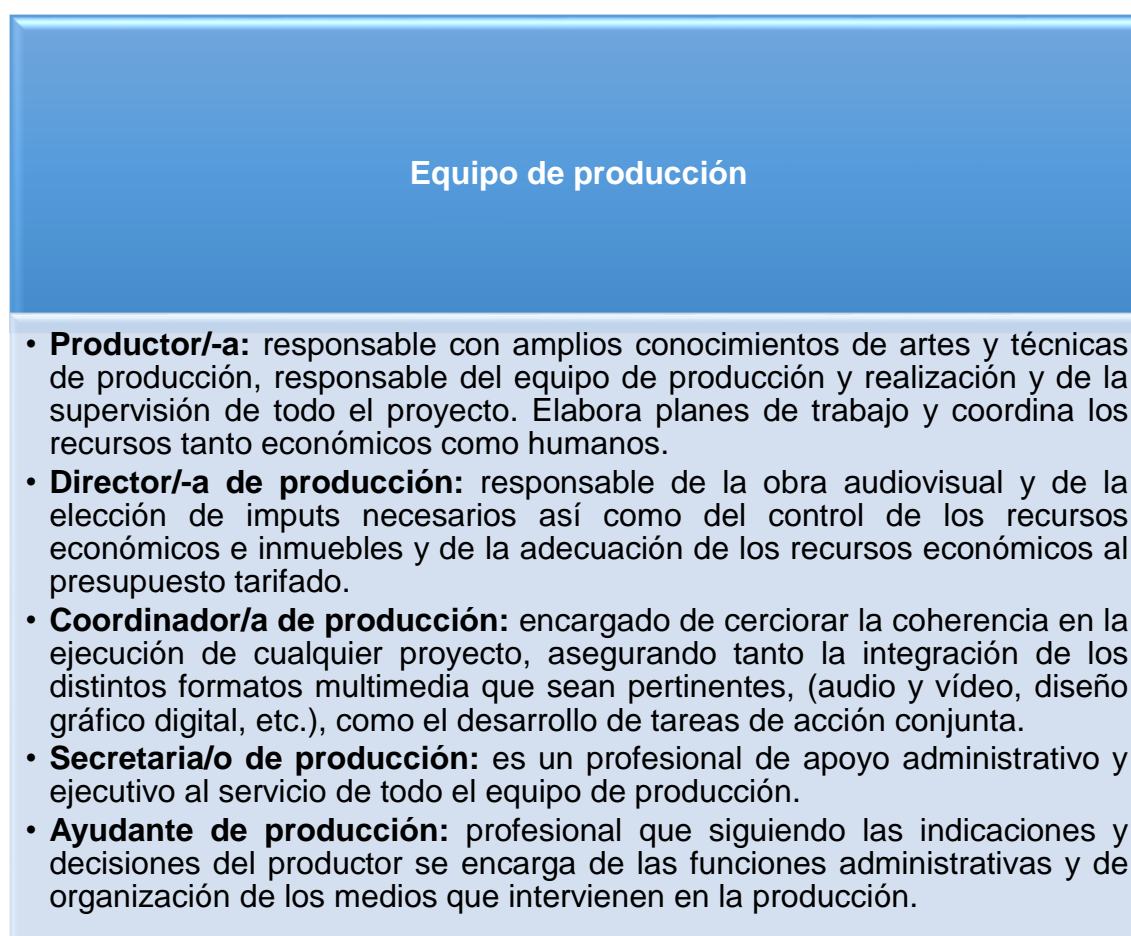 Equipo de producción
• Productor/-a: responsable con amplios conocimientos de artes y técnicas
de producción, responsable del equipo de producción y realización y de la
supervisión de todo el proyecto. Elabora planes de trabajo y coordina los
recursos tanto económicos como humanos.
• Director/-a de producción: responsable de la obra audiovisual y de la
elección de imputs necesarios así como del control de los recursos
económicos e inmuebles y de la adecuación de los recursos económicos al
presupuesto tarifado.
• Coordinador/a de producción: encargado de cerciorar la coherencia en la
ejecución de cualquier proyecto, asegurando tanto la integración de los
distintos formatos multimedia que sean pertinentes, (audio y vídeo, diseño
gráfico digital, etc.), como el desarrollo de tareas de acción conjunta.
• Secretaria/o de producción: es un profesional de apoyo administrativo y
ejecutivo al servicio de todo el equipo de producción.
• Ayudante de producción: profesional que siguiendo las indicaciones y
decisiones del productor se encarga de las funciones administrativas y de
organización de los medios que intervienen en la producción.